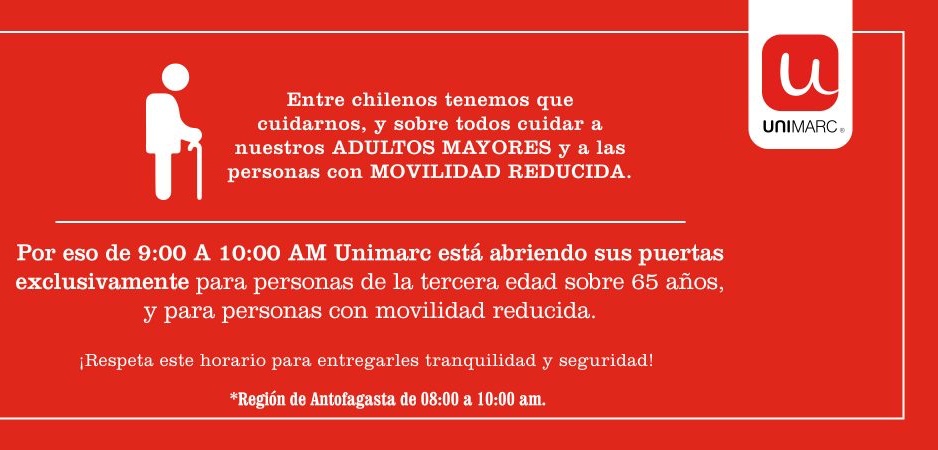 Entre chilenos tenemos que
cuidarnos, y sobre todos cuidar a
nuestros ADULTOS MAYORES y a las
personas con MOVILIDAD REDUCIDA.
u
UNIMARC®
Por eso de 9:00 A 10:00 AM Unimarc está abriendo sus puertas
exclusivamente para personas de la tercera edad sobre 65 años,
y para personas con movilidad reducida.
¡Respeta este horario para entregarles tranquilidad y seguridad!
*Región de Antofagasta de 08:00 a 10:00 am.